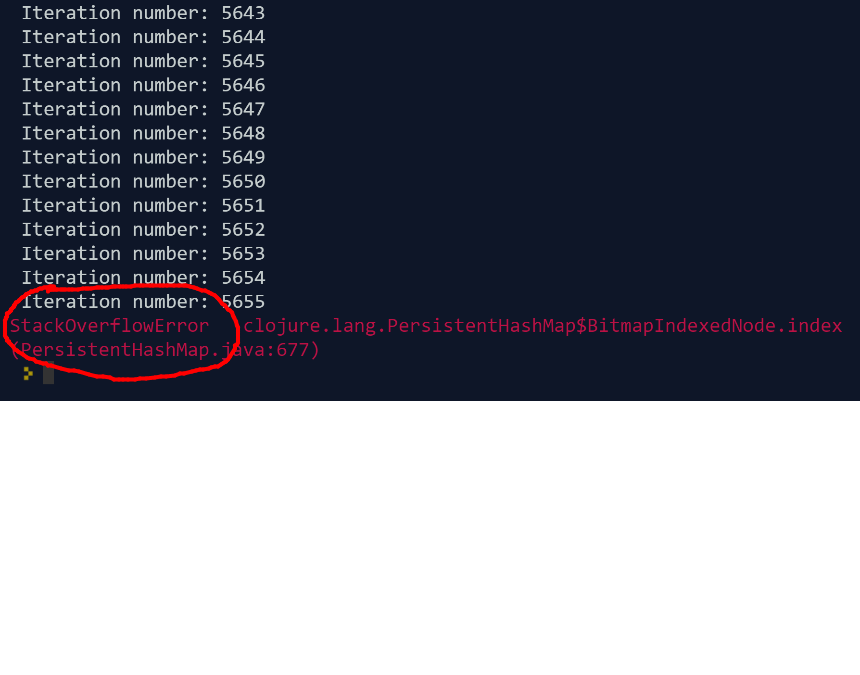 Iteration number: 5643
Iteration number: 5644
Iteration number: 5645
Iteration number: 5646
Iteration number: 5647
Iteration number: 5648
Iteration number: 5649
Iteration number: 5650
Iteration number: 5651
Iteration number: 5652
Iteration number: 5653
Iteration number: 5654
Iteration number: 5655
StackOverflowError   clojure.lang.PersistentHashMap$BitmapIndexedNode.index
(PersistentHashMap.java:677)